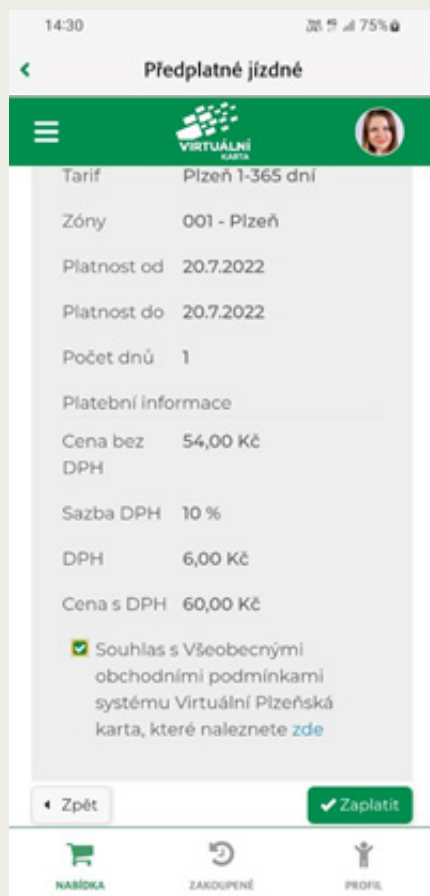 14:30
75%
Předplatné jízdné
VIRTUÁLNÍ
KARTA
Tarif Plzeň 1-365 dní
Zóny 001 - Plzeň
Platnost od 20.7.2022
Platnost do 20.7.2022
Počet dnů 1
Platební informace
Cena bez 54,00 Kč
DPH
Sazba DPH 10 %
DPH 6,00 Kč
Cena s DPH 60,00 Kč
Souhlas s Všeobecnými
obchodními podmínkami
systému Virtuální Plzeňská
karta, které naleznete zde
Zpět Zaplatit
NABÍDKA ZAKOUPENÉ PROFIL